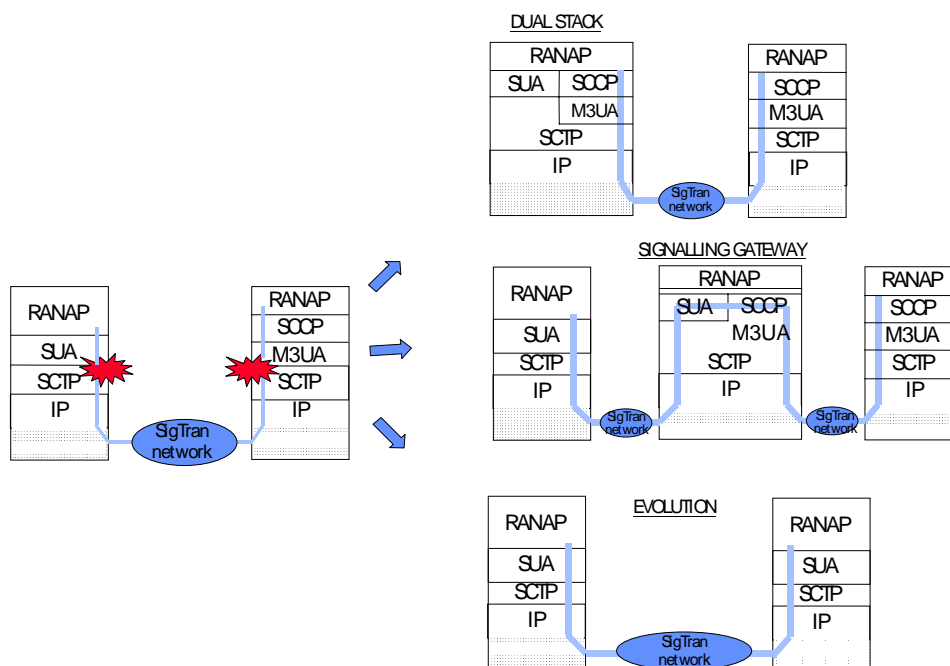 DUAL STACK
RANAP
SUA
SCCP
M3UA
SCTP
IP
RANAP
SCCP
M3UA
SCTP
IP
SigTran
network
SIGNALLING GATEWAY
RANAP
SUA
SCTP
IP
RANAP
SUA
SCCP
M3UA
SCTP
IP
RANAP
SCCP
M3UA
SCTP
IP
SigTran
network
SigTran
network
RANAP
SUA
SCTP
IP
RANAP
SCCP
M3UA
SCTP
IP
SigTran
network
EVOLUTION
RANAP
SUA
SCTP
IP
RANAP
SUA
SCTP
IP
SigTran
network